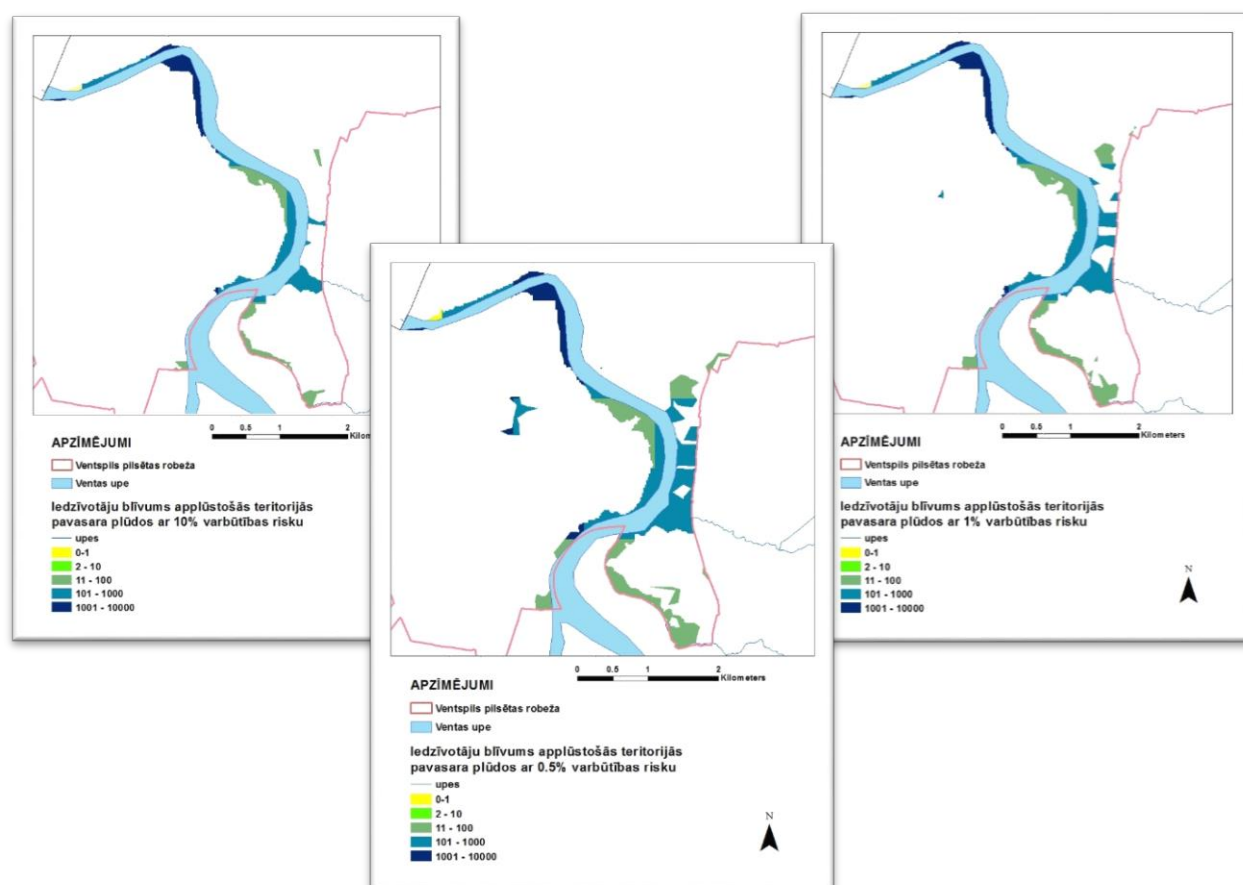 0 0.5 1 2
Kilometers
APZĪMĒJUMI
Ventspils pilsētas robeža
Ventas upe
Iedzīvotāju blīvums applūstošās teritorijās
pavasara plūdos ar 10% varbūtības risku
upes
0-1
2 - 10
11 - 100
101 - 1000
1001 - 10000
0 0.5 1 2
Kilometers
APZĪMĒJUMI
Ventspils pilsētas robeža
Ventas upe
Iedzīvotāju blīvums applūstošās teritorijās
pavasara plūdos ar 0.5% varbūtības risku
upes
0-1
2 - 10
11 - 100
101 - 1000
1001 - 10000
N
0 0.5 1 2
Kilometers
APZĪMĒJUMI
Ventspils pilsētas robeža
Ventas upe
Iedzīvotāju blīvums applūstošās teritorijās
pavasara plūdos ar 1% varbūtības risku
upes
0-1
2 - 10
11 - 100
101 - 1000
1001 - 10000
N